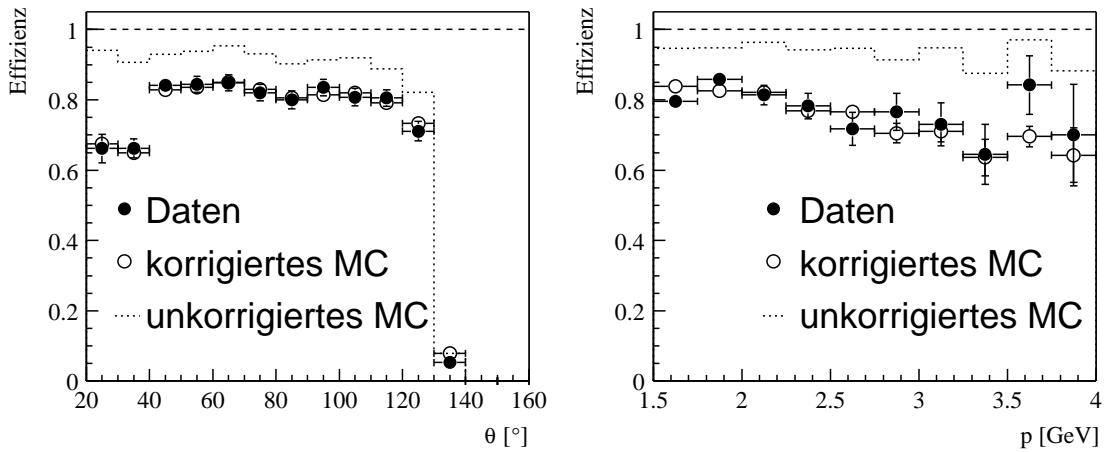 Effizienz
1
0.8
0.6
0.4
0.2
0
Daten
korrigiertes MC
unkorrigiertes MC
20 40 60 80 100 120 140 160
θ [°]
Effizienz
1
0.8
0.6
0.4
0.2
0
Daten
korrigiertes MC
unkorrigiertes MC
1.5 2 2.5 3 3.5 4
p [GeV]